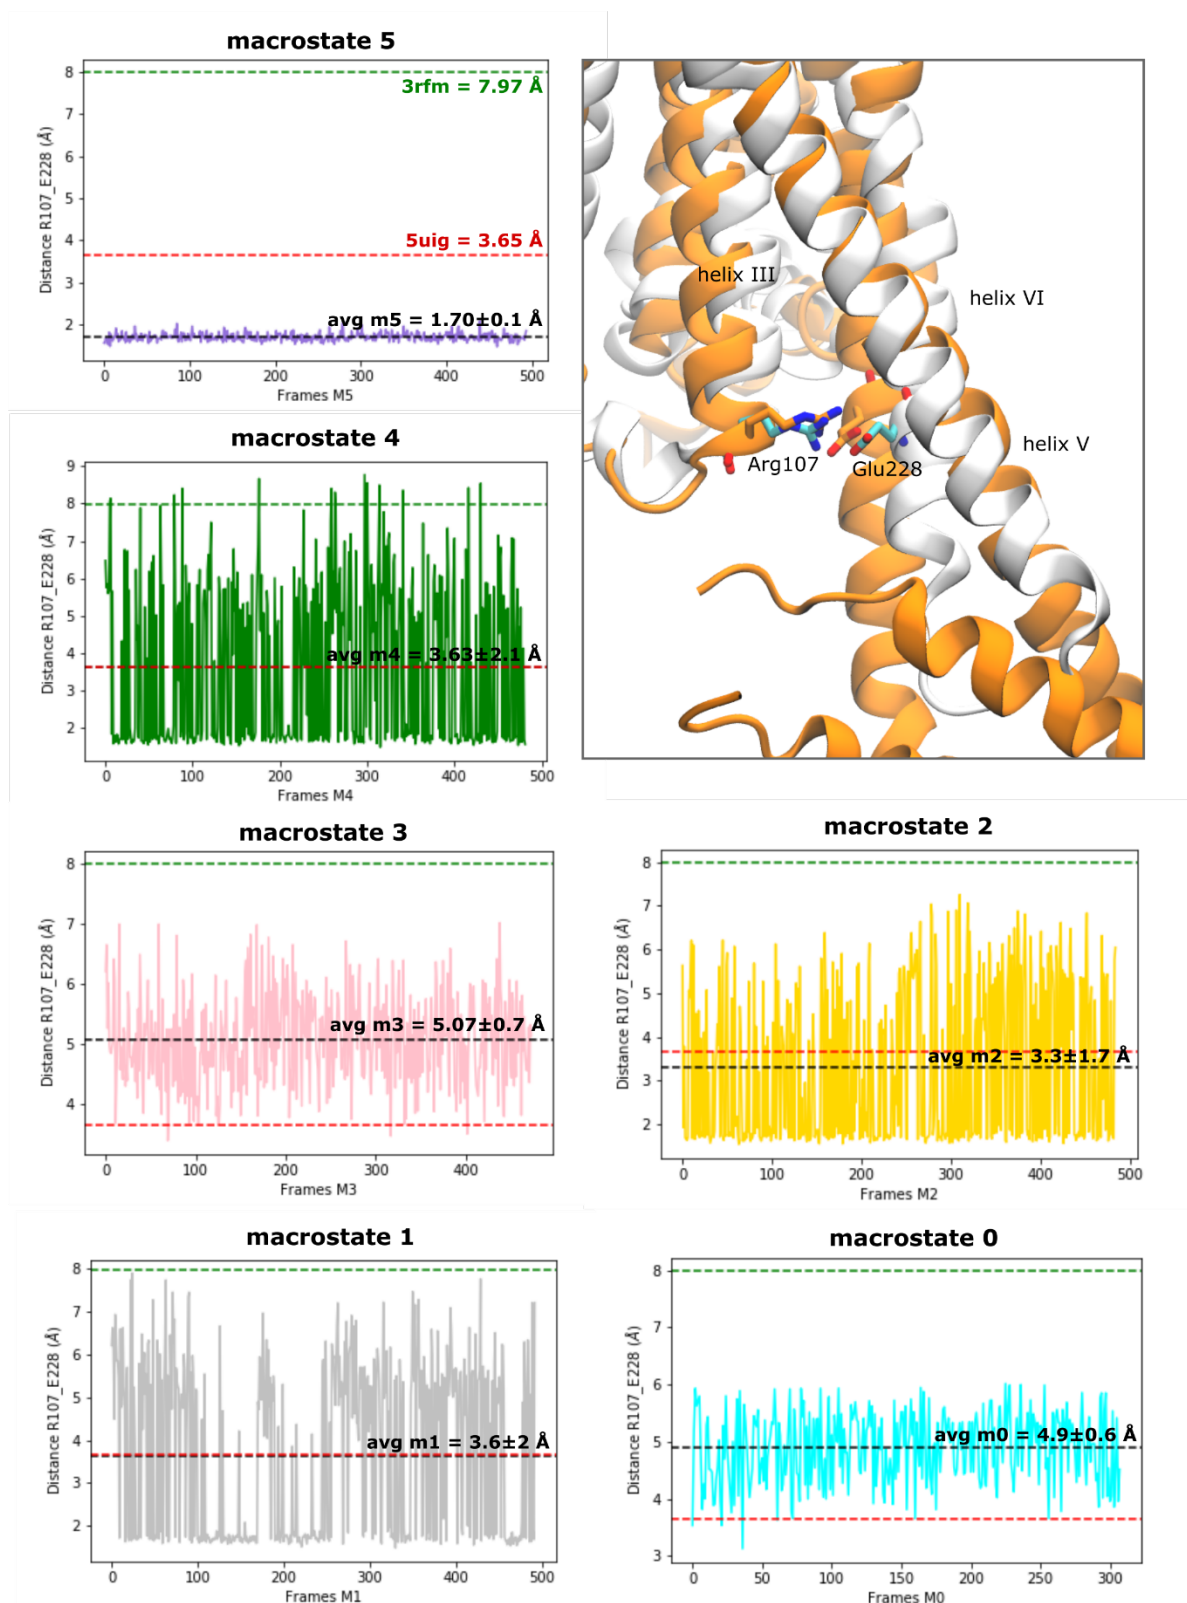 macrostate 5
8
7
6
5
4
3
2
3rfm = 7.97 Å
5uig = 3.65 Å
avg m5 = 1.70±0.1 Å
Distance R107_E228 (Å)
0 100 200 300 400 500
Frames M5
helix III
helix VI
helix V
Arg107
Glu228
macrostate 4
9
8
7
6
5
4
3
2
avg m4 = 3.63±2.1 Å
Distance R107_E228 (Å)
0 100 200 300 400 500
Frames M4
macrostate 3
8
7
6
5
4
avg m3 = 5.07±0.7 Å
Distance R107_E228 (Å)
0 100 200 300 400
Frames M3
macrostate 2
8
7
6
5
4
3
2
avg m2 = 3.3±1.7 Å
Distance R107_E228 (Å)
0 100 200 300 400 500
Frames M2
macrostate 1
8
7
6
5
4
3
2
avg m1 = 3.6±2 Å
Distance R107_E228 (Å)
0 100 200 300 400 500
Frames M1
macrostate 0
8
7
6
5
4
3
avg m0 = 4.9±0.6 Å
Distance R107_E228 (Å)
0 50 100 150 200 250 300
Frames M0